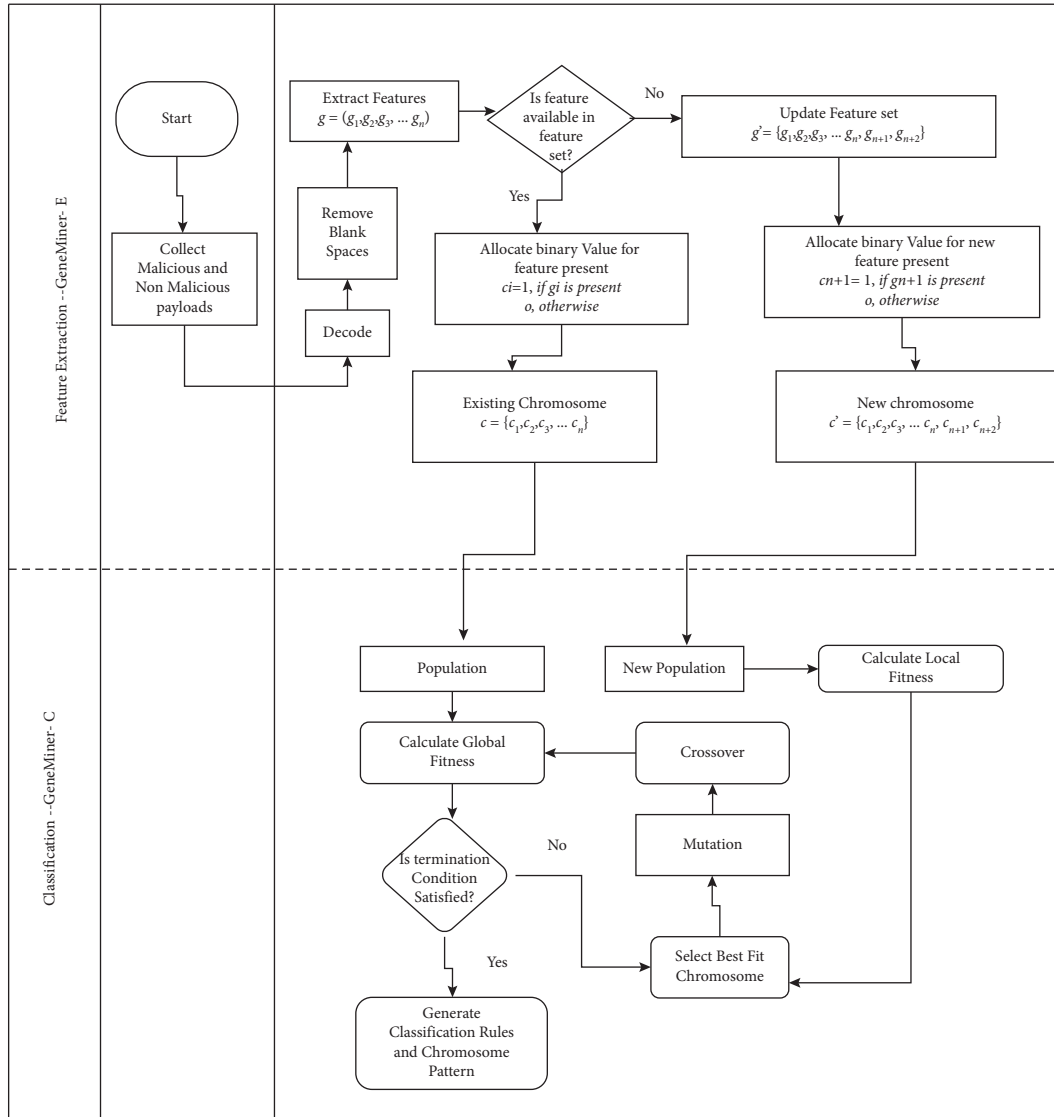 Feature Extraction --GeneMiner- E
Start
Collect
Malicious and
Non Malicious
payloads
Extract Features
g = (g1,g2,g3, ... gn)
Remove
Blank
Spaces
Decode
Is feature
available in
feature
set?
No
Yes
Update Feature set
g’= {g1,g2,g3, ... gn, gn+1, gn+2}
Allocate binary Value for
feature present
ci=1, if gi is present
o, otherwise
Allocate binary Value for new
feature present
cn+1= 1, if gn+1 is present
o, otherwise
Existing Chromosome
c = {c1,c2,c3, ... cn}
New chromosome
c’ = {c1,c2,c3, ... cn, cn+1, cn+2}
Classification --GeneMiner- C
Population
New Population
Calculate Local
Fitness
Calculate Global
Fitness
Crossover
Mutation
Is termination
Condition
Satisfied?
No
Yes
Select Best Fit
Chromosome
Generate
Classification Rules
and Chromosome
Pattern